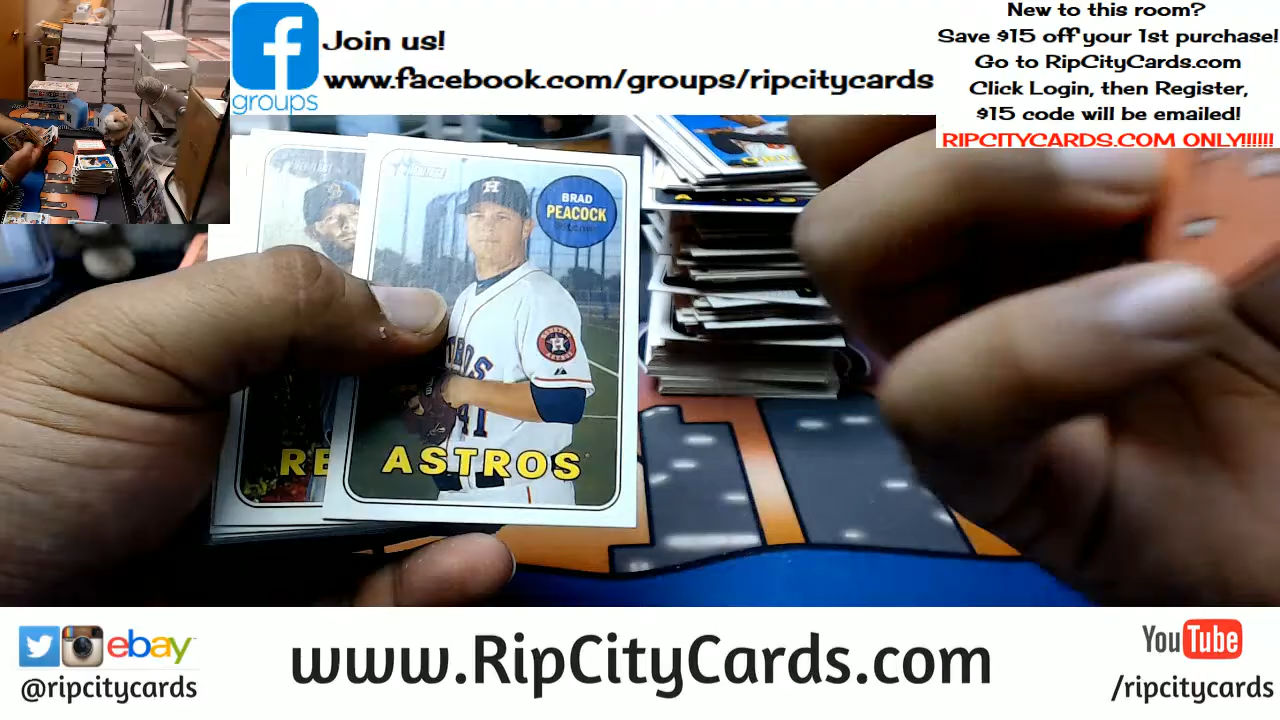 Join us!
www.facebook.com/groups/ripcitycards
groups
New to this room?
Save $15 off your 1st purchase!
Go to RipCityCards.com
Click Login, then Register,
$15 code will be emailed!
RIPCITYCARDS.COM ONLY!!!!!!
BRAD
PEACOCK
H
41
RE
ASTROS
ebay
@ripcitycards
www.RipCityCards.com
YouTube
/ripcitycards